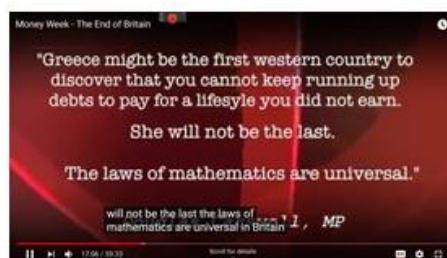 Money Week - The End of Britain
"Greece might be the first western country to
discover that you cannot keep running up
debts to pay for a lifesyle you did not earn.
She will not be the last.
The laws of mathematics are universal."
will not be the last the laws of
mathematics are universal in Britain
MP
17:06 / 59:33
Scroll for details